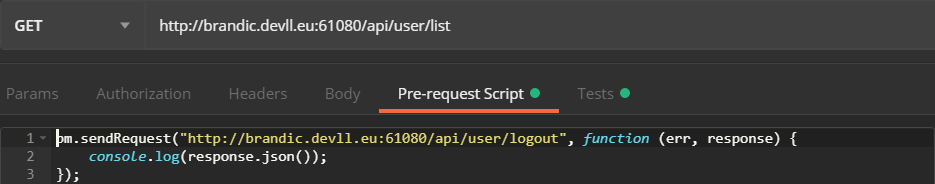 GET http://brandic.devll.eu:61080/api/user/list
Params Authorization Headers Body Pre-request Script Tests
1 pm.sendRequest("http://brandic.devll.eu:61080/api/user/logout", function (err, response) {
2 console.log(response.json());
3 });